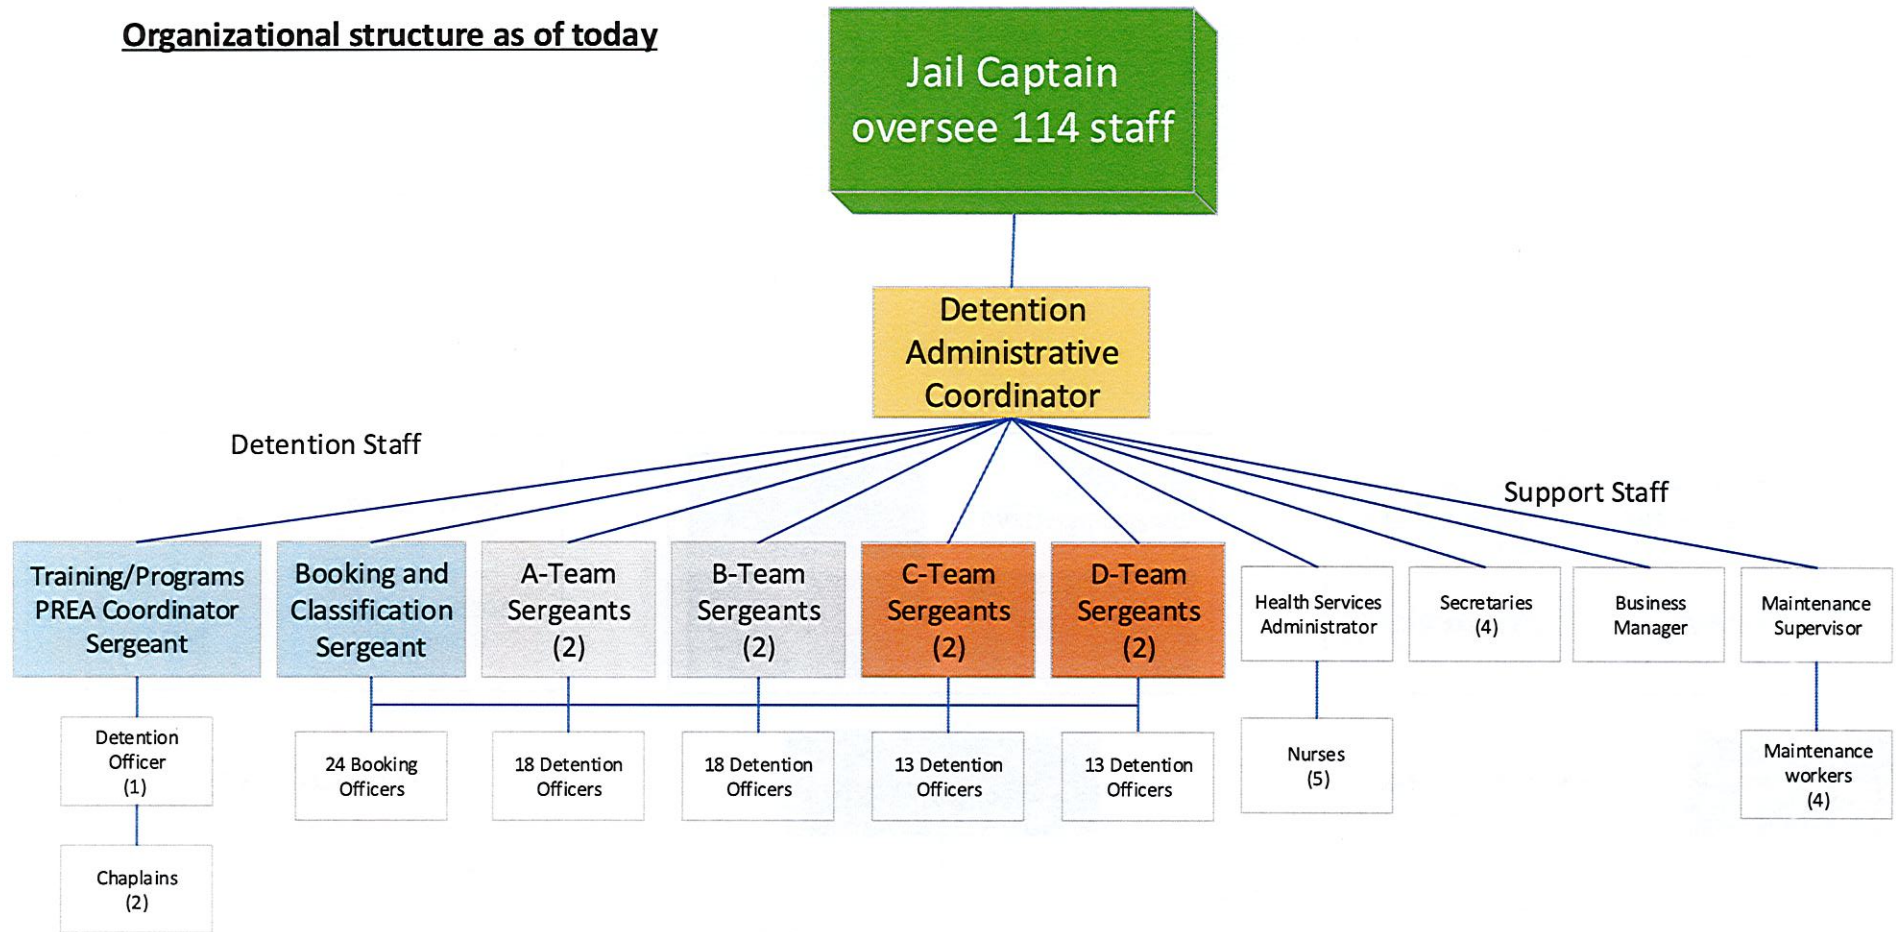 Organizational structure as of today
Jail Captain
oversee 114 staff
Detention
Administrative
Coordinator
Detention Staff
Support Staff
Training/Programs
PREA Coordinator
Sergeant
Booking and
Classification
Sergeant
A-Team
Sergeants
(2)
B-Team
Sergeants
(2)
C-Team
Sergeants
(2)
D-Team
Sergeants
(2)
Health Services
Administrator
Secretaries
(4)
Business
Manager
Maintenance
Supervisor
Detention
Officer
(1)
24 Booking
Officers
18 Detention
Officers
18 Detention
Officers
13 Detention
Officers
13 Detention
Officers
Nurses
(5)
Maintenance
workers
(4)
Chaplains
(2)